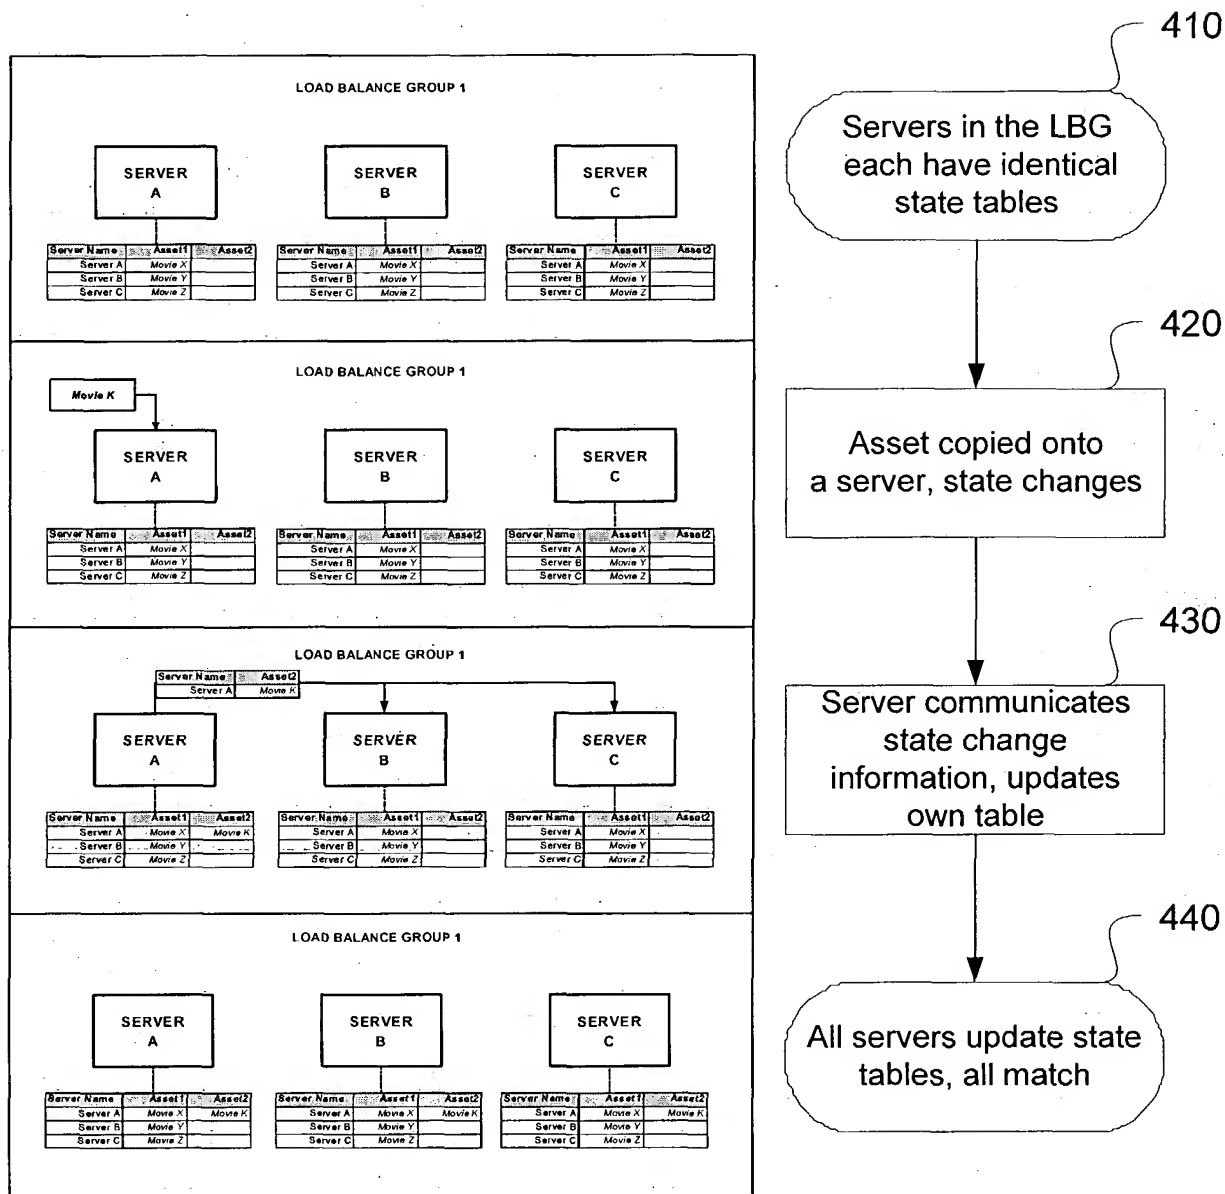 410
LOAD BALANCE GROUP 1
SERVER
A
SERVER
B
SERVER
C
Servers in the LBG
each have identical
state tables
Server Name Asset1 Asset2
Server A Movie X
Server B Movie Y
Server C Movie Z
Server Name Asset1 Asset2
Server A Movie X
Server B Movie Y
Server C Movie Z
Server Name Asset1 Asset2
Server A Movie X
Server B Movie Y
Server C Movie Z
420
LOAD BALANCE GROUP 1
Movie K
SERVER
A
SERVER
B
SERVER
C
Asset copied onto
a server, state changes
Server Name Asset1 Asset2
Server A Movie X
Server B Movie Y
Server C Movie Z
Server Name Asset1 Asset2
Server A Movie X
Server B Movie Y
Server C Movie Z
Server Name Asset1 Asset2
Server A Movie X
Server B Movie Y
Server C Movie Z
430
LOAD BALANCE GROUP 1
Server Name Asset2
Server A Movie K
SERVER
A
SERVER
B
SERVER
C
Server communicates
state change
information, updates
own table
Server Name Asset1 Asset2
Server A Movie X Movie K
Server B Movie Y
Server C Movie Z
Server Name Asset1 Asset2
Server A Movie X
Server B Movie Y
Server C Movie Z
Server Name Asset1 Asset2
Server A Movie X
Server B Movie Y
Server C Movie Z
440
LOAD BALANCE GROUP 1
SERVER
A
SERVER
B
SERVER
C
All servers update state
tables, all match
Server Name Asset1 Asset2
Server A Movie X Movie K
Server B Movie Y
Server C Movie Z
Server Name Asset1 Asset2
Server A Movie X Movie K
Server B Movie Y
Server C Movie Z
Server Name Asset1 Asset2
Server A Movie X Movie K
Server B Movie Y
Server C Movie Z